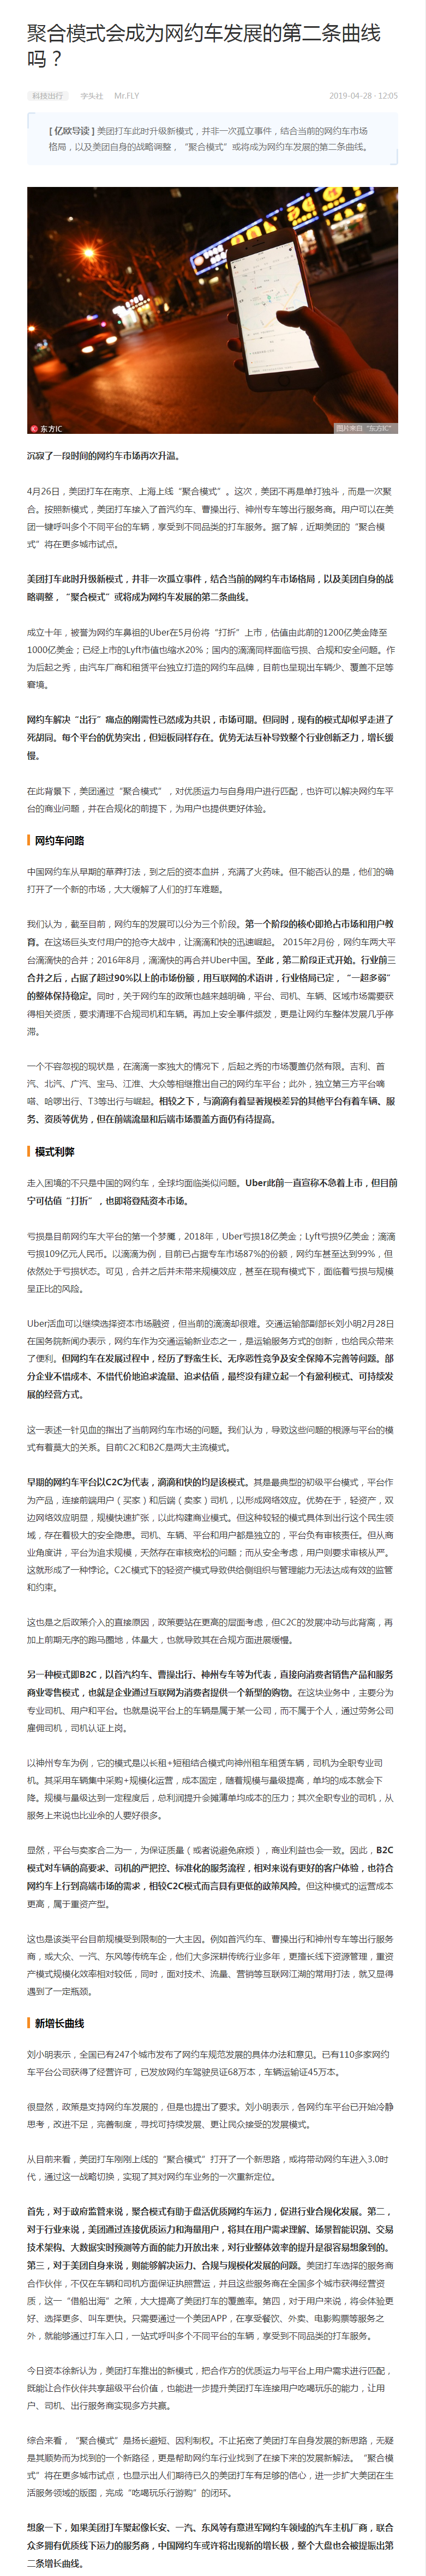 聚合模式会成为网约车发展的第二条曲线
吗？
科技出行 字头社 Mr.FLY 2019-04-28 · 12:05
[ 亿欧导读 ] 美团打车此时升级新模式，并非一次孤立事件，结合当前的网约车市场
格局，以及美团自身的战略调整，“聚合模式”或将成为网约车发展的第二条曲线。
东方IC
图片来自“东方IC”
沉寂了一段时间的网约车市场再次升温。
4月26日，美团打车在南京、上海上线“聚合模式”。这次，美团不再是单打独斗，而是一次聚
合。按照新模式，美团打车接入了首汽约车、曹操出行、神州专车等出行服务商。用户可以在美
团一键呼叫多个不同平台的车辆，享受到不同品类的打车服务。据了解，近期美团的“聚合模
式”将在更多城市试点。
美团打车此时升级新模式，并非一次孤立事件，结合当前的网约车市场格局，以及美团自身的战
略调整，“聚合模式”或将成为网约车发展的第二条曲线。
成立十年，被誉为网约车鼻祖的Uber在5月份将“打折”上市，估值由此前的1200亿美金降至
1000亿美金；已经上市的Lyft市值也缩水20%；国内的滴滴同样面临亏损、合规和安全问题。作
为后起之秀，由汽车厂商和租赁平台独立打造的网约车品牌，目前也呈现出车辆少、覆盖不足等
窘境。
网约车解决“出行”痛点的刚需性已然成为共识，市场可期。但同时，现有的模式却似乎走进了
死胡同。每个平台的优势突出，但短板同样存在。优势无法互补导致整个行业创新乏力，增长缓
慢。
在此背景下，美团通过“聚合模式”，对优质运力与自身用户进行匹配，也许可以解决网约车平
台的商业问题，并在合规化的前提下，为用户也提供更好体验。
网约车问路
中国网约车从早期的草莽打法，到之后的资本血拼，充满了火药味。但不能否认的是，他们的确
打开了一个新的市场，大大缓解了人们的打车难题。
我们认为，截至目前，网约车的发展可以分为三个阶段。第一个阶段的核心即抢占市场和用户教
育。在这场巨头支付用户的抢夺大战中，让滴滴和快的迅速崛起。 2015年2月份，网约车两大平
台滴滴快的合并；2016年8月，滴滴快的再合并Uber中国。至此，第二阶段正式开始。行业前三
合并之后，占据了超过90%以上的市场份额，用互联网的术语讲，行业格局已定，“一超多弱”
的整体保持稳定。同时，关于网约车的政策也越来越明确，平台、司机、车辆、区域市场需要获
得相关资质，要求清理不合规司机和车辆。再加上安全事件频发，更是让网约车整体发展几乎停
滞。
一个不容忽视的现状是，在滴滴一家独大的情况下，后起之秀的市场覆盖仍然有限。吉利、首
汽、北汽、广汽、宝马、江淮、大众等相继推出自己的网约车平台；此外，独立第三方平台嘀
嗒、哈啰出行、T3等出行与崛起。相较之下，与滴滴有着显著规模差异的其他平台有着车辆、服
务、资质等优势，但在前端流量和后端市场覆盖方面仍有待提高。
模式利弊
走入困境的不只是中国的网约车，全球均面临类似问题。Uber此前一直宣称不急着上市，但目前
宁可估值“打折”，也即将登陆资本市场。
亏损是目前网约车大平台的第一个梦魇，2018年，Uber亏损18亿美金；Lyft亏损9亿美金；滴滴
亏损109亿元人民币。以滴滴为例，目前已占据专车市场87%的份额，网约车甚至达到99%，但
依然处于亏损状态。可见，合并之后并未带来规模效应，甚至在现有模式下，面临着亏损与规模
呈正比的风险。
Uber活血可以继续选择资本市场融资，但当前的滴滴却很难。交通运输部副部长刘小明2月28日
在国务院新闻办表示，网约车作为交通运输新业态之一，是运输服务方式的创新，也给民众带来
了便利。但网约车在发展过程中，经历了野蛮生长、无序恶性竞争及安全保障不完善等问题。部
分企业不惜成本、不惜代价地追求流量、追求估值，最终没有建立起一个有盈利模式、可持续发
展的经营方式。
这一表述一针见血的指出了当前网约车市场的问题。我们认为，导致这些问题的根源与平台的模
式有着莫大的关系。目前C2C和B2C是两大主流模式。
早期的网约车平台以C2C为代表，滴滴和快的均是该模式。其是最典型的初级平台模式，平台作
为产品，连接前端用户（买家）和后端（卖家）司机，以形成网络效应。优势在于，轻资产，双
边网络效应明显，规模快速扩张，以此构建商业模式。但这种较轻的模式具体到出行这个民生领
域，存在着极大的安全隐患。司机、车辆、平台和用户都是独立的，平台负有审核责任。但从商
业角度讲，平台为追求规模，天然存在审核宽松的问题；而从安全考虑，用户则要求审核从严。
这就形成了一种悖论。C2C模式下的轻资产模式导致供给侧组织与管理能力无法达成有效的监管
和约束。
这也是之后政策介入的直接原因，政策要站在更高的层面考虑，但C2C的发展冲动与此背离，再
加上前期无序的跑马圈地，体量大，也就导致其在合规方面进展缓慢。
另一种模式即B2C，以首汽约车、曹操出行、神州专车等为代表，直接向消费者销售产品和服务
商业零售模式，也就是企业通过互联网为消费者提供一个新型的购物。在这块业务中，主要分为
专业司机、用户和平台。也就是说平台上的车辆是属于某一公司，而不属于个人，通过劳务公司
雇佣司机，司机认证上岗。
以神州专车为例，它的模式是以长租+短租结合模式向神州租车租赁车辆，司机为全职专业司
机。其采用车辆集中采购+规模化运营，成本固定，随着规模与量级提高，单均的成本就会下
降。规模与量级达到一定程度后，总利润提升会摊薄单均成本的压力；其次全职专业的司机，从
服务上来说也比业余的人要好很多。
显然，平台与卖家合二为一，为保证质量（或者说避免麻烦），商业利益也会一致。因此，B2C
模式对车辆的高要求、司机的严把控、标准化的服务流程，相对来说有更好的客户体验，也符合
网约车上行到高端市场的需求，相较C2C模式而言具有更低的政策风险。但这种模式的运营成本
更高，属于重资产型。
这也是该类平台目前规模受到限制的一大主因。例如首汽约车、曹操出行和神州专车等出行服务
商，或大众、一汽、东风等传统车企，他们大多深耕传统行业多年，更擅长线下资源管理，重资
产模式规模化效率相对较低，同时，面对技术、流量、营销等互联网江湖的常用打法，就又显得
遇到了一定瓶颈。
新增长曲线
刘小明表示，全国已有247个城市发布了网约车规范发展的具体办法和意见。已有110多家网约
车平台公司获得了经营许可，已发放网约车驾驶员证68万本，车辆运输证45万本。
很显然，政策是支持网约车发展的，但是也提出了要求。刘小明表示，各网约车平台已开始冷静
思考，改进不足，完善制度，寻找可持续发展、更让民众接受的发展模式。
从目前来看，美团打车刚刚上线的“聚合模式”打开了一个新思路，或将带动网约车进入3.0时
代，通过这一战略切换，实现了其对网约车业务的一次重新定位。
首先，对于政府监管来说，聚合模式有助于盘活优质网约车运力，促进行业合规化发展。第二，
对于行业来说，美团通过连接优质运力和海量用户，将其在用户需求理解、场景智能识别、交易
技术架构、大数据实时预测等方面的能力开放出来，对行业整体效率的提升是很容易想象到的。
第三，对于美团自身来说，则能够解决运力、合规与规模化发展的问题。美团打车选择的服务商
合作伙伴，不仅在车辆和司机方面保证执照营运，并且这些服务商在全国多个城市获得经营资
质，这一“借船出海”之策，大大提高了美团打车的覆盖率。第四，对于用户来说，将会体验更
好、选择更多、叫车更快。只需要通过一个美团APP，在享受餐饮、外卖、电影购票等服务之
外，就能够通过打车入口，一站式呼叫多个不同平台的车辆，享受到不同品类的打车服务。
今日资本徐新认为，美团打车推出的新模式，把合作方的优质运力与平台上用户需求进行匹配，
既能让合作伙伴共享超级平台价值，也能进一步提升美团打车连接用户吃喝玩乐的能力，让用
户、司机、出行服务商实现多方共赢。
综合来看，“聚合模式”是扬长避短、因利制权。不止拓宽了美团打车自身发展的新思路，无疑
是其顺势而为找到的一个新路径，更是帮助网约车行业找到了在接下来的发展新解法。“聚合模
式”将在更多城市试点，也显示出人们期待已久的美团打车有足够的信心，进一步扩大美团在生
活服务领域的版图，完成“吃喝玩乐行游购”的闭环。
想象一下，如果美团打车聚起像长安、一汽、东风等有意进军网约车领域的汽车主机厂商，联合
众多拥有优质线下运力的服务商，中国网约车或许将出现新的增长极，整个大盘也会被提振出第
二条增长曲线。